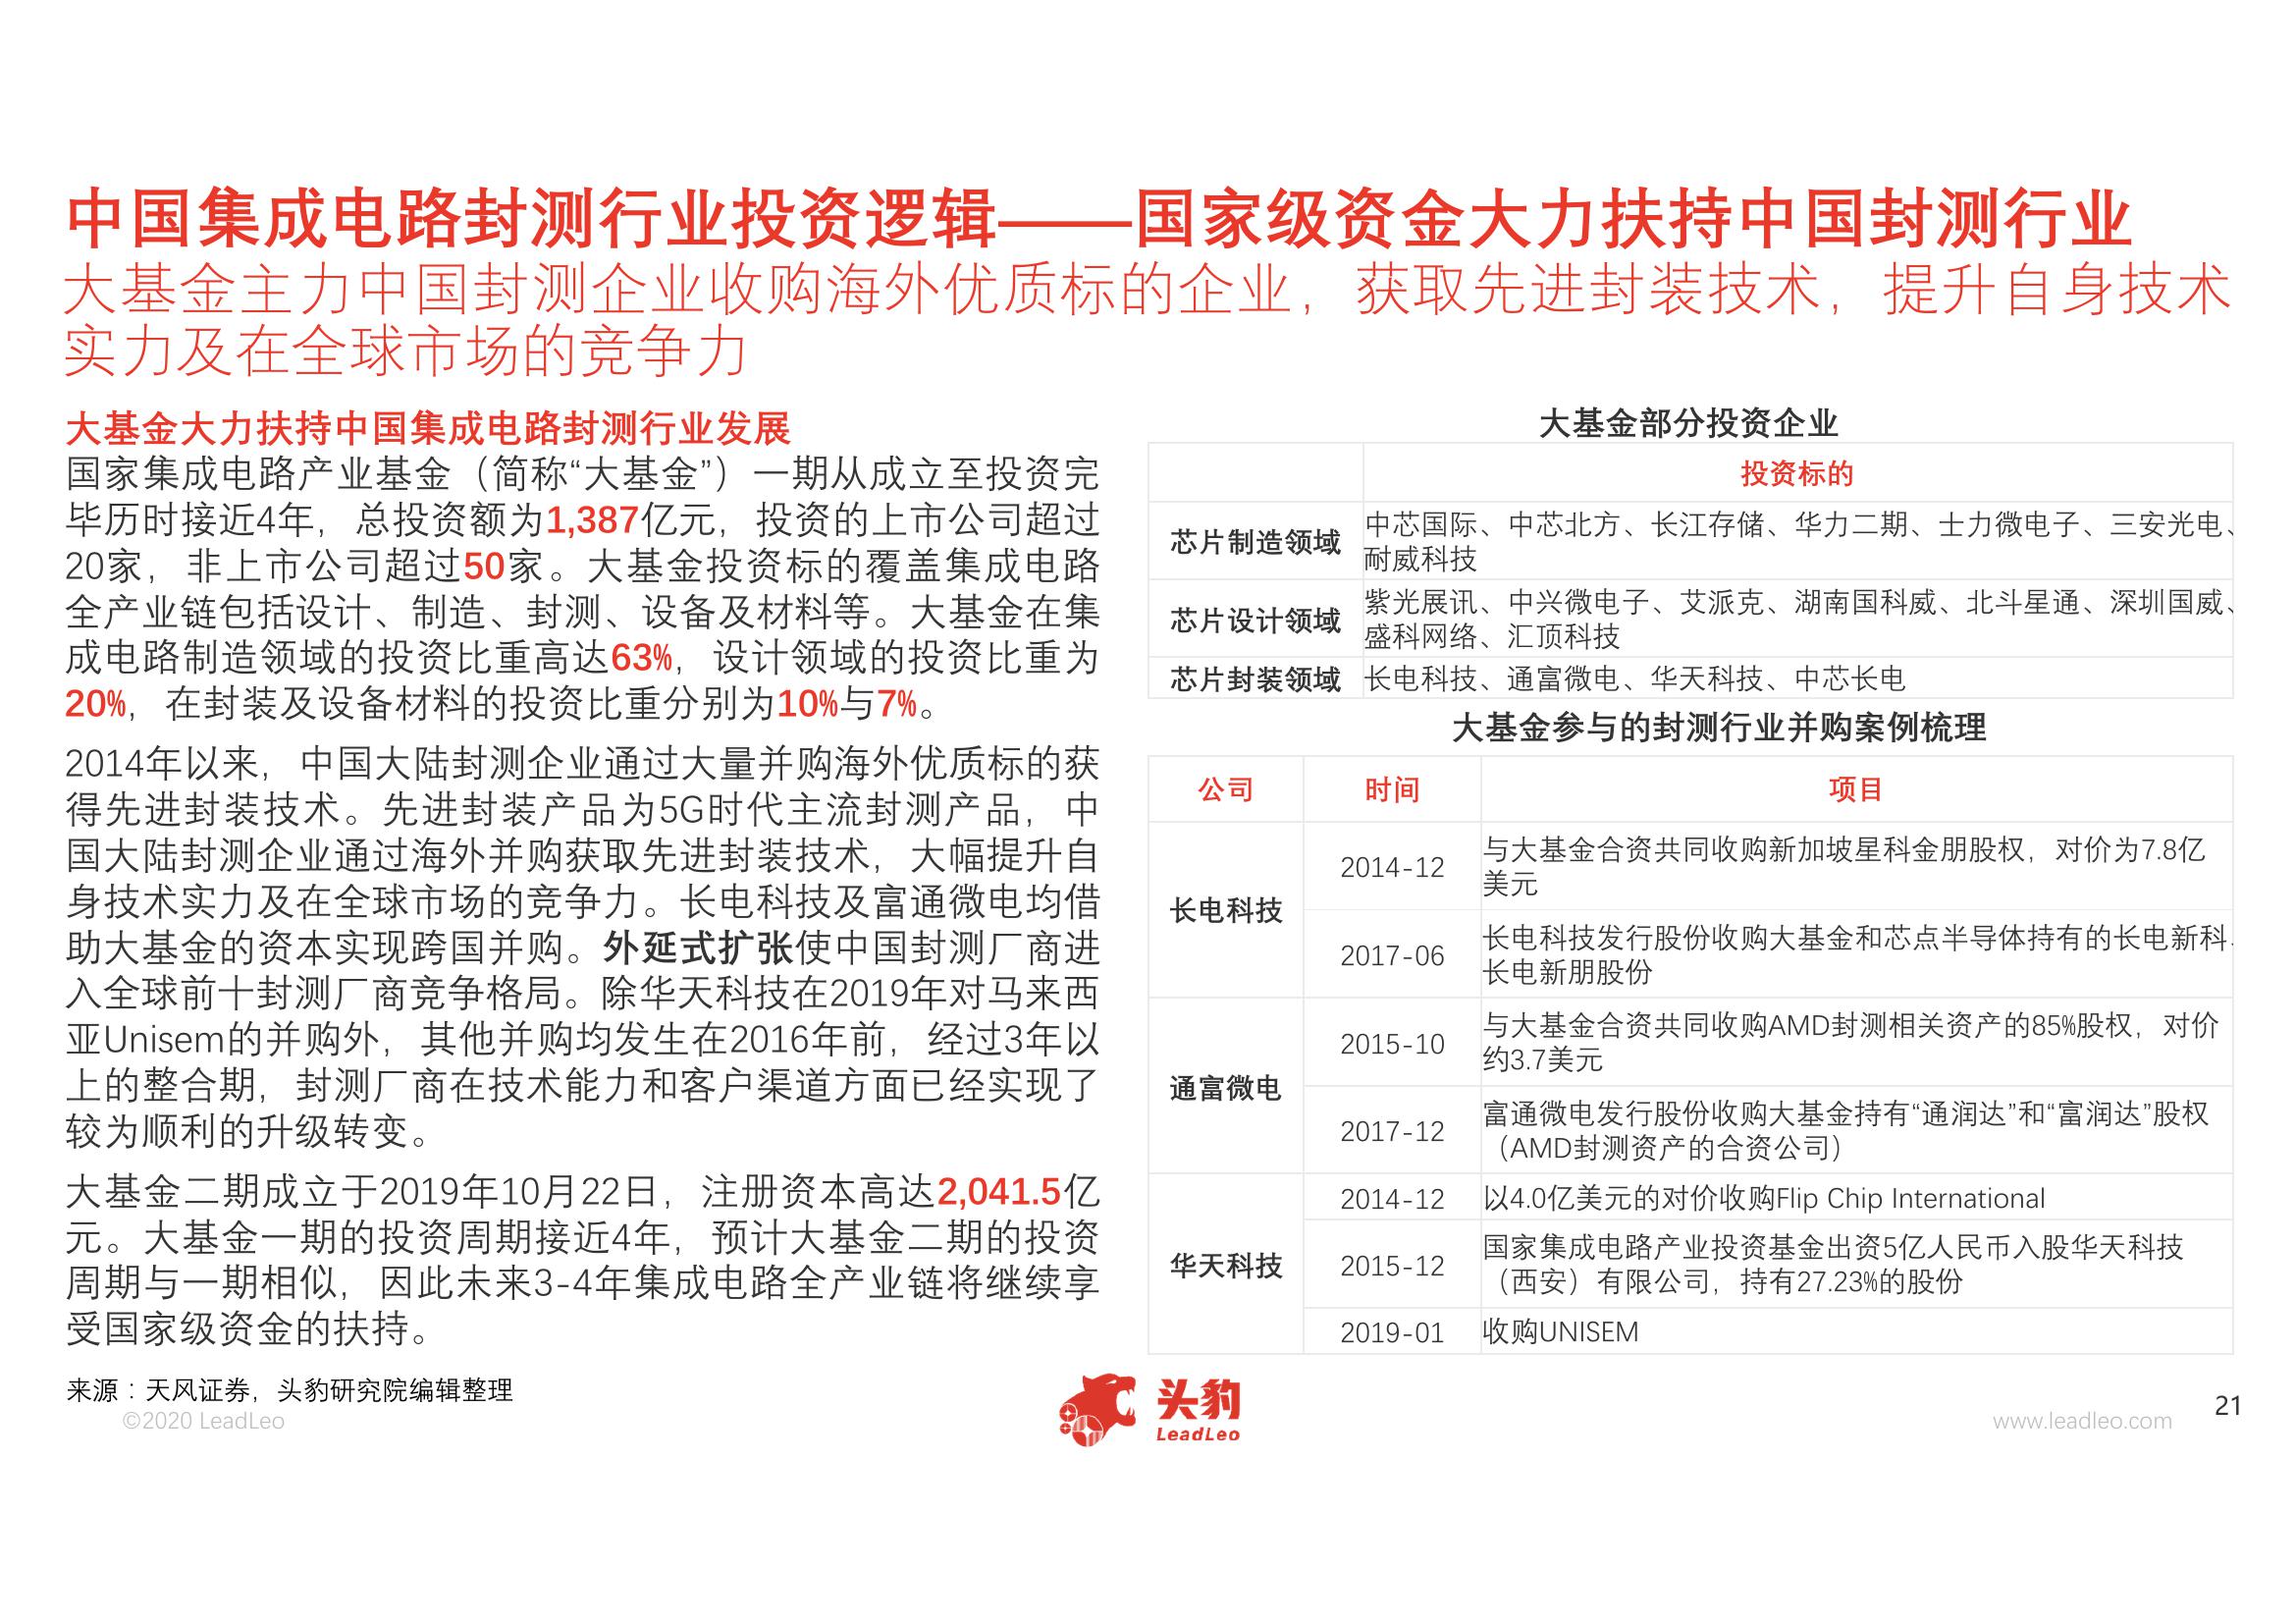 中国集成电路封测行业投资逻辑——国家级资金大力扶持中国封测行业
大基金主力中国封测企业收购海外优质标的企业，获取先进封装技术，提升自身技术
实力及在全球市场的竞争力
大基金大力扶持中国集成电路封测行业发展
国家集成电路产业基金（简称“大基金”）一期从成立至投资完
毕历时接近4年，总投资额为1,387亿元，投资的上市公司超过
20家，非上市公司超过50家。大基金投资标的覆盖集成电路
全产业链包括设计、制造、封测、设备及材料等。大基金在集
成电路制造领域的投资比重高达63%，设计领域的投资比重为
20%，在封装及设备材料的投资比重分别为10%与7%。
2014年以来，中国大陆封测企业通过大量并购海外优质标的获
得先进封装技术。先进封装产品为5G时代主流封测产品，中
国大陆封测企业通过海外并购获取先进封装技术，大幅提升自
身技术实力及在全球市场的竞争力。长电科技及富通微电均借
助大基金的资本实现跨国并购。外延式扩张使中国封测厂商进
入全球前十封测厂商竞争格局。除华天科技在2019年对马来西
亚Unisem的并购外，其他并购均发生在2016年前，经过3年以
上的整合期，封测厂商在技术能力和客户渠道方面已经实现了
较为顺利的升级转变。
大基金二期成立于2019年10月22日，注册资本高达2,041.5亿
元。大基金一期的投资周期接近4年，预计大基金二期的投资
周期与一期相似，因此未来3-4年集成电路全产业链将继续享
受国家级资金的扶持。
大基金部分投资企业
投资标的
芯片制造领域
中芯国际、中芯北方、长江存储、华力二期、士力微电子、三安光电、
耐威科技
芯片设计领域
紫光展讯、中兴微电子、艾派克、湖南国科威、北斗星通、深圳国威、
盛科网络、汇顶科技
芯片封装领域
长电科技、通富微电、华天科技、中芯长电
大基金参与的封测行业并购案例梳理
公司 时间 项目
长电科技
2014-12
与大基金合资共同收购新加坡星科金朋股权，对价为7.8亿
美元
2017-06
长电科技发行股份收购大基金和芯点半导体持有的长电新科、
长电新朋股份
通富微电
2015-10
与大基金合资共同收购AMD封测相关资产的85%股权，对价
约3.7美元
2017-12
富通微电发行股份收购大基金持有“通润达”和“富润达”股权
（AMD封测资产的合资公司）
华天科技
2014-12 以4.0亿美元的对价收购Flip Chip International
2015-12
国家集成电路产业投资基金出资5亿人民币入股华天科技
（西安）有限公司，持有27.23%的股份
2019-01 收购UNISEM
来源：天风证券，头豹研究院编辑整理
©2020 LeadLeo
头豹
LeadLeo
www.leadleo.com
21